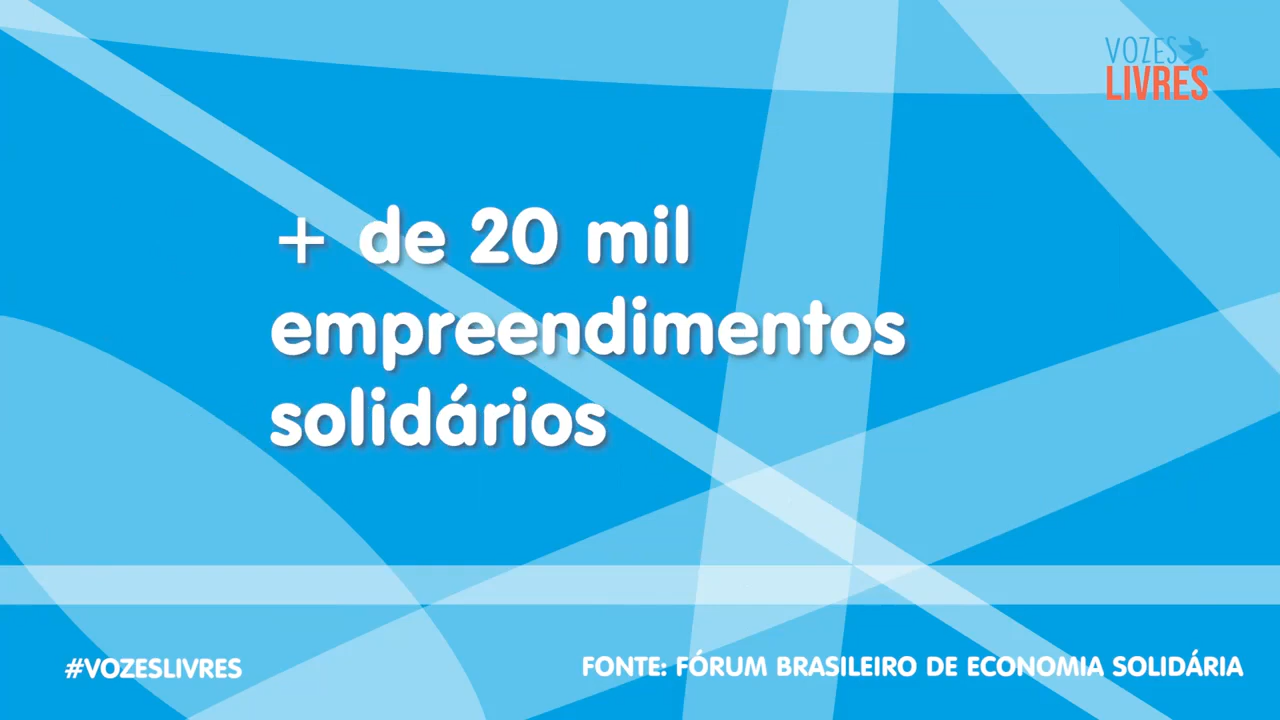 VOZES
LIVRES
+ de 20 mil
empreendimentos
solidários
#VOZESLIVRES
FONTE: FÓRUM BRASILEIRO DE ECONOMIA SOLIDÁRIA